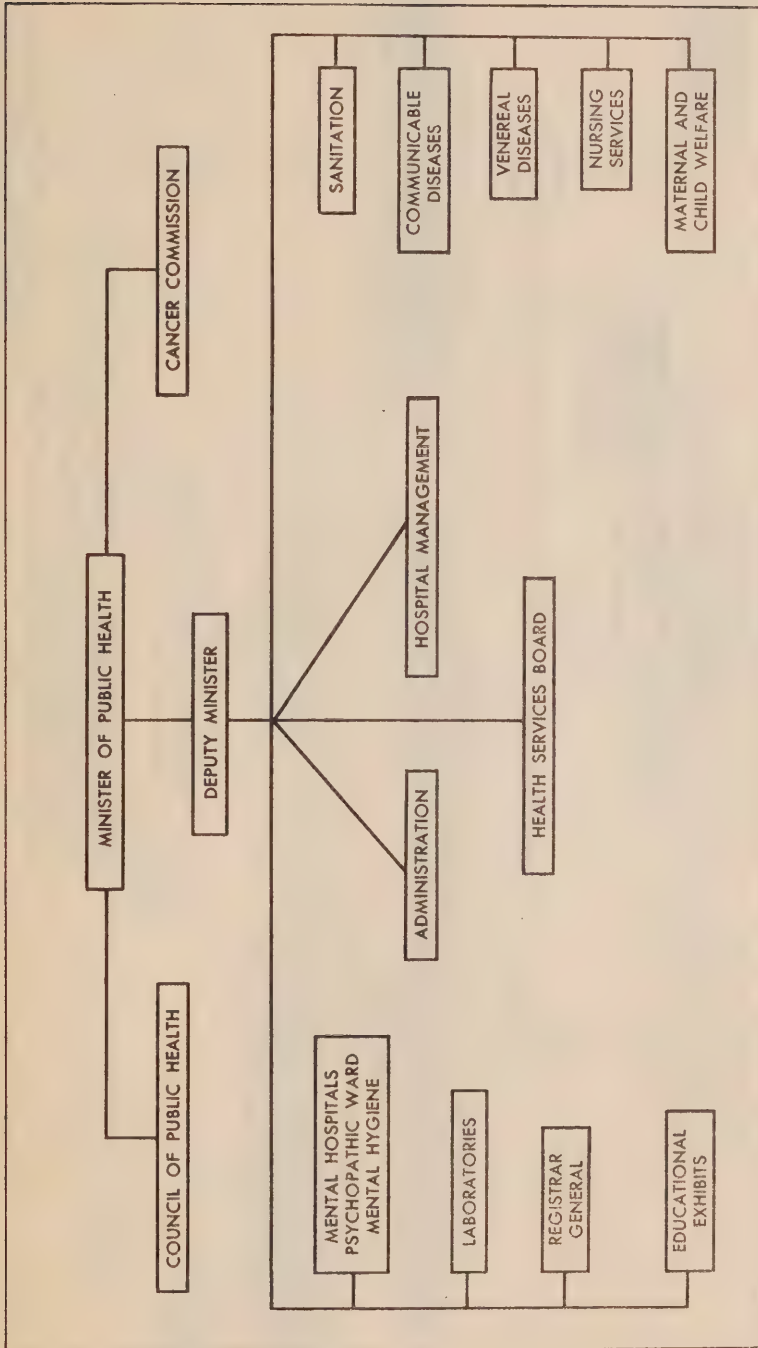 MINISTER OF PUBLIC HEALTH
COUNCIL OF PUBLIC HEALTH
CANCER COMMISSION
DEPUTY MINISTER
MENTAL HOSPITALS
PSYCHOPATHIC WARD
MENTAL HYGIENE
LABORATORIES
REGISTRAR
GENERAL
EDUCATIONAL
EXHIBITS
ADMINISTRATION
HOSPITAL MANAGEMENT
HEALTH SERVICES BOARD
SANITATION
COMMUNICABLE
DISEASES
VENEREAL
DISEASES
NURSING
SERVICES
MATERNAL AND
CHILD WELFARE